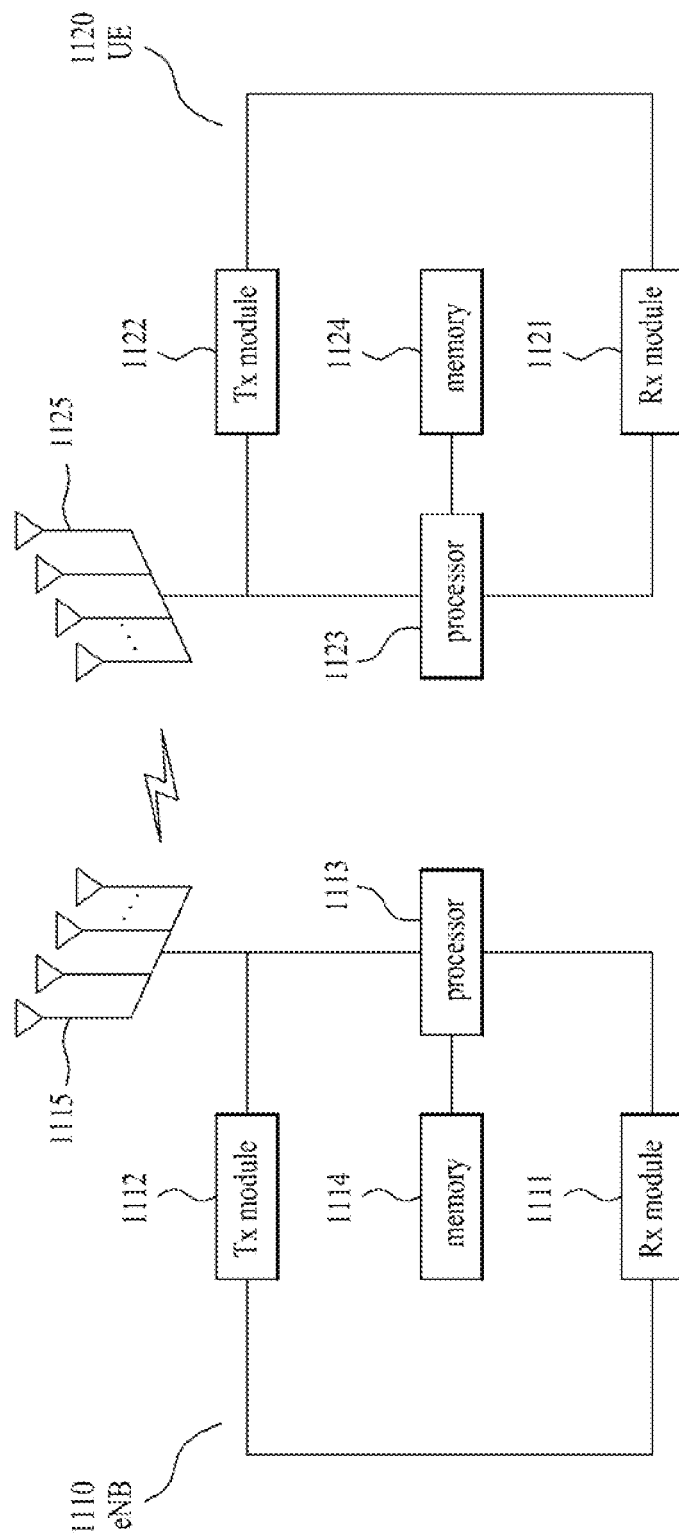 1110
eNB
1115
1112
Tx module
1113
1114
memory
processor
1111
Rx module
1120
UE
1125
1122
Tx module
1123
processor
1124
memory
1121
Rx module